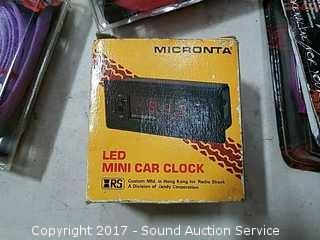 MICRONTA
LED
MINI CAR CLOCK
RS
Custom Mfd. in Hong Kong for Radio Shack
A Division of Tandy Corporation
Copyright 2017 - Sound Auction Service